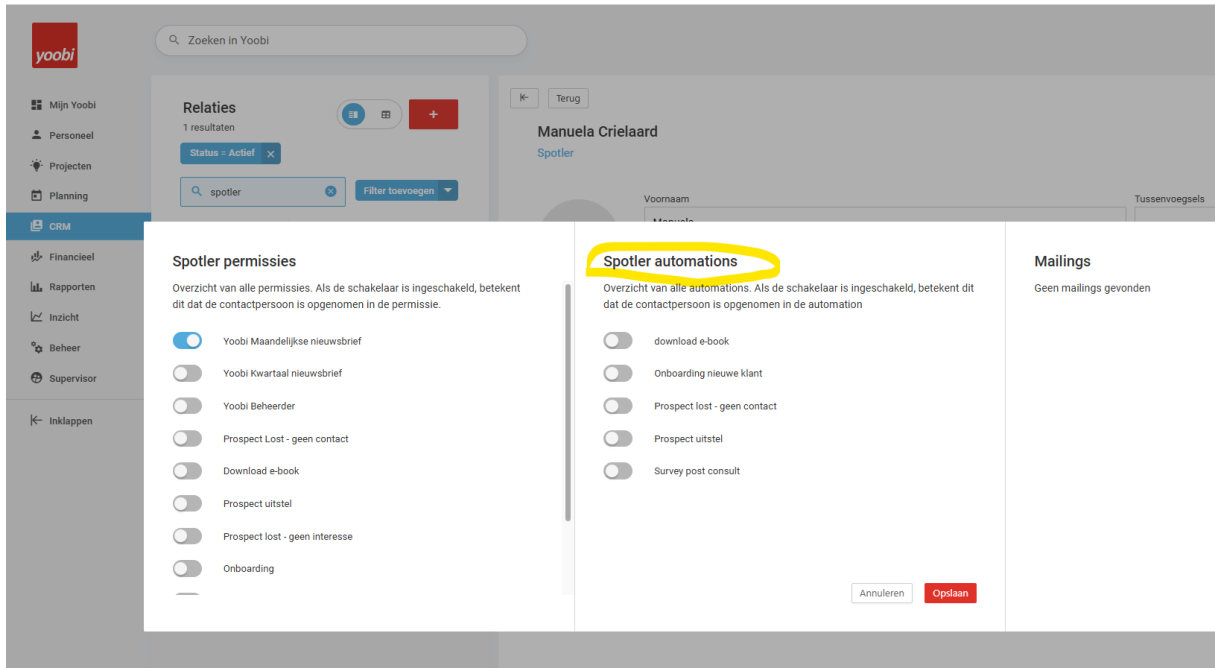 yoobi
Zoeken in Yoobi
Mijn Yoobi
Personeel
Projecten
Planning
CRM
Financieel
Rapporten
Inzicht
Beheer
Supervisor
Inklappen
Relaties
1 resultaten
Status = Actief
spotler
Filter toevoegen
Terug
Manuela Crielaard
Spotler
Voornaam
Tussenvoegsels
Manuela
Spotler permissies
Overzicht van alle permissies. Als de schakelaar is ingeschakeld, betekent
dit dat de contactpersoon is opgenomen in de permissie.
Yoobi Maandelijkse nieuwsbrief
Yoobi Kwartaal nieuwsbrief
Yoobi Beheerder
Prospect Lost - geen contact
Download e-book
Prospect uitstel
Prospect lost - geen interesse
Onboarding
Spotler automations
Overzicht van alle automations. Als de schakelaar is ingeschakeld, betekent dit
dat de contactpersoon is opgenomen in de automation
download e-book
Onboarding nieuwe klant
Prospect lost - geen contact
Prospect uitstel
Survey post consult
Annuleren
Opslaan
Mailings
Geen mailings gevonden